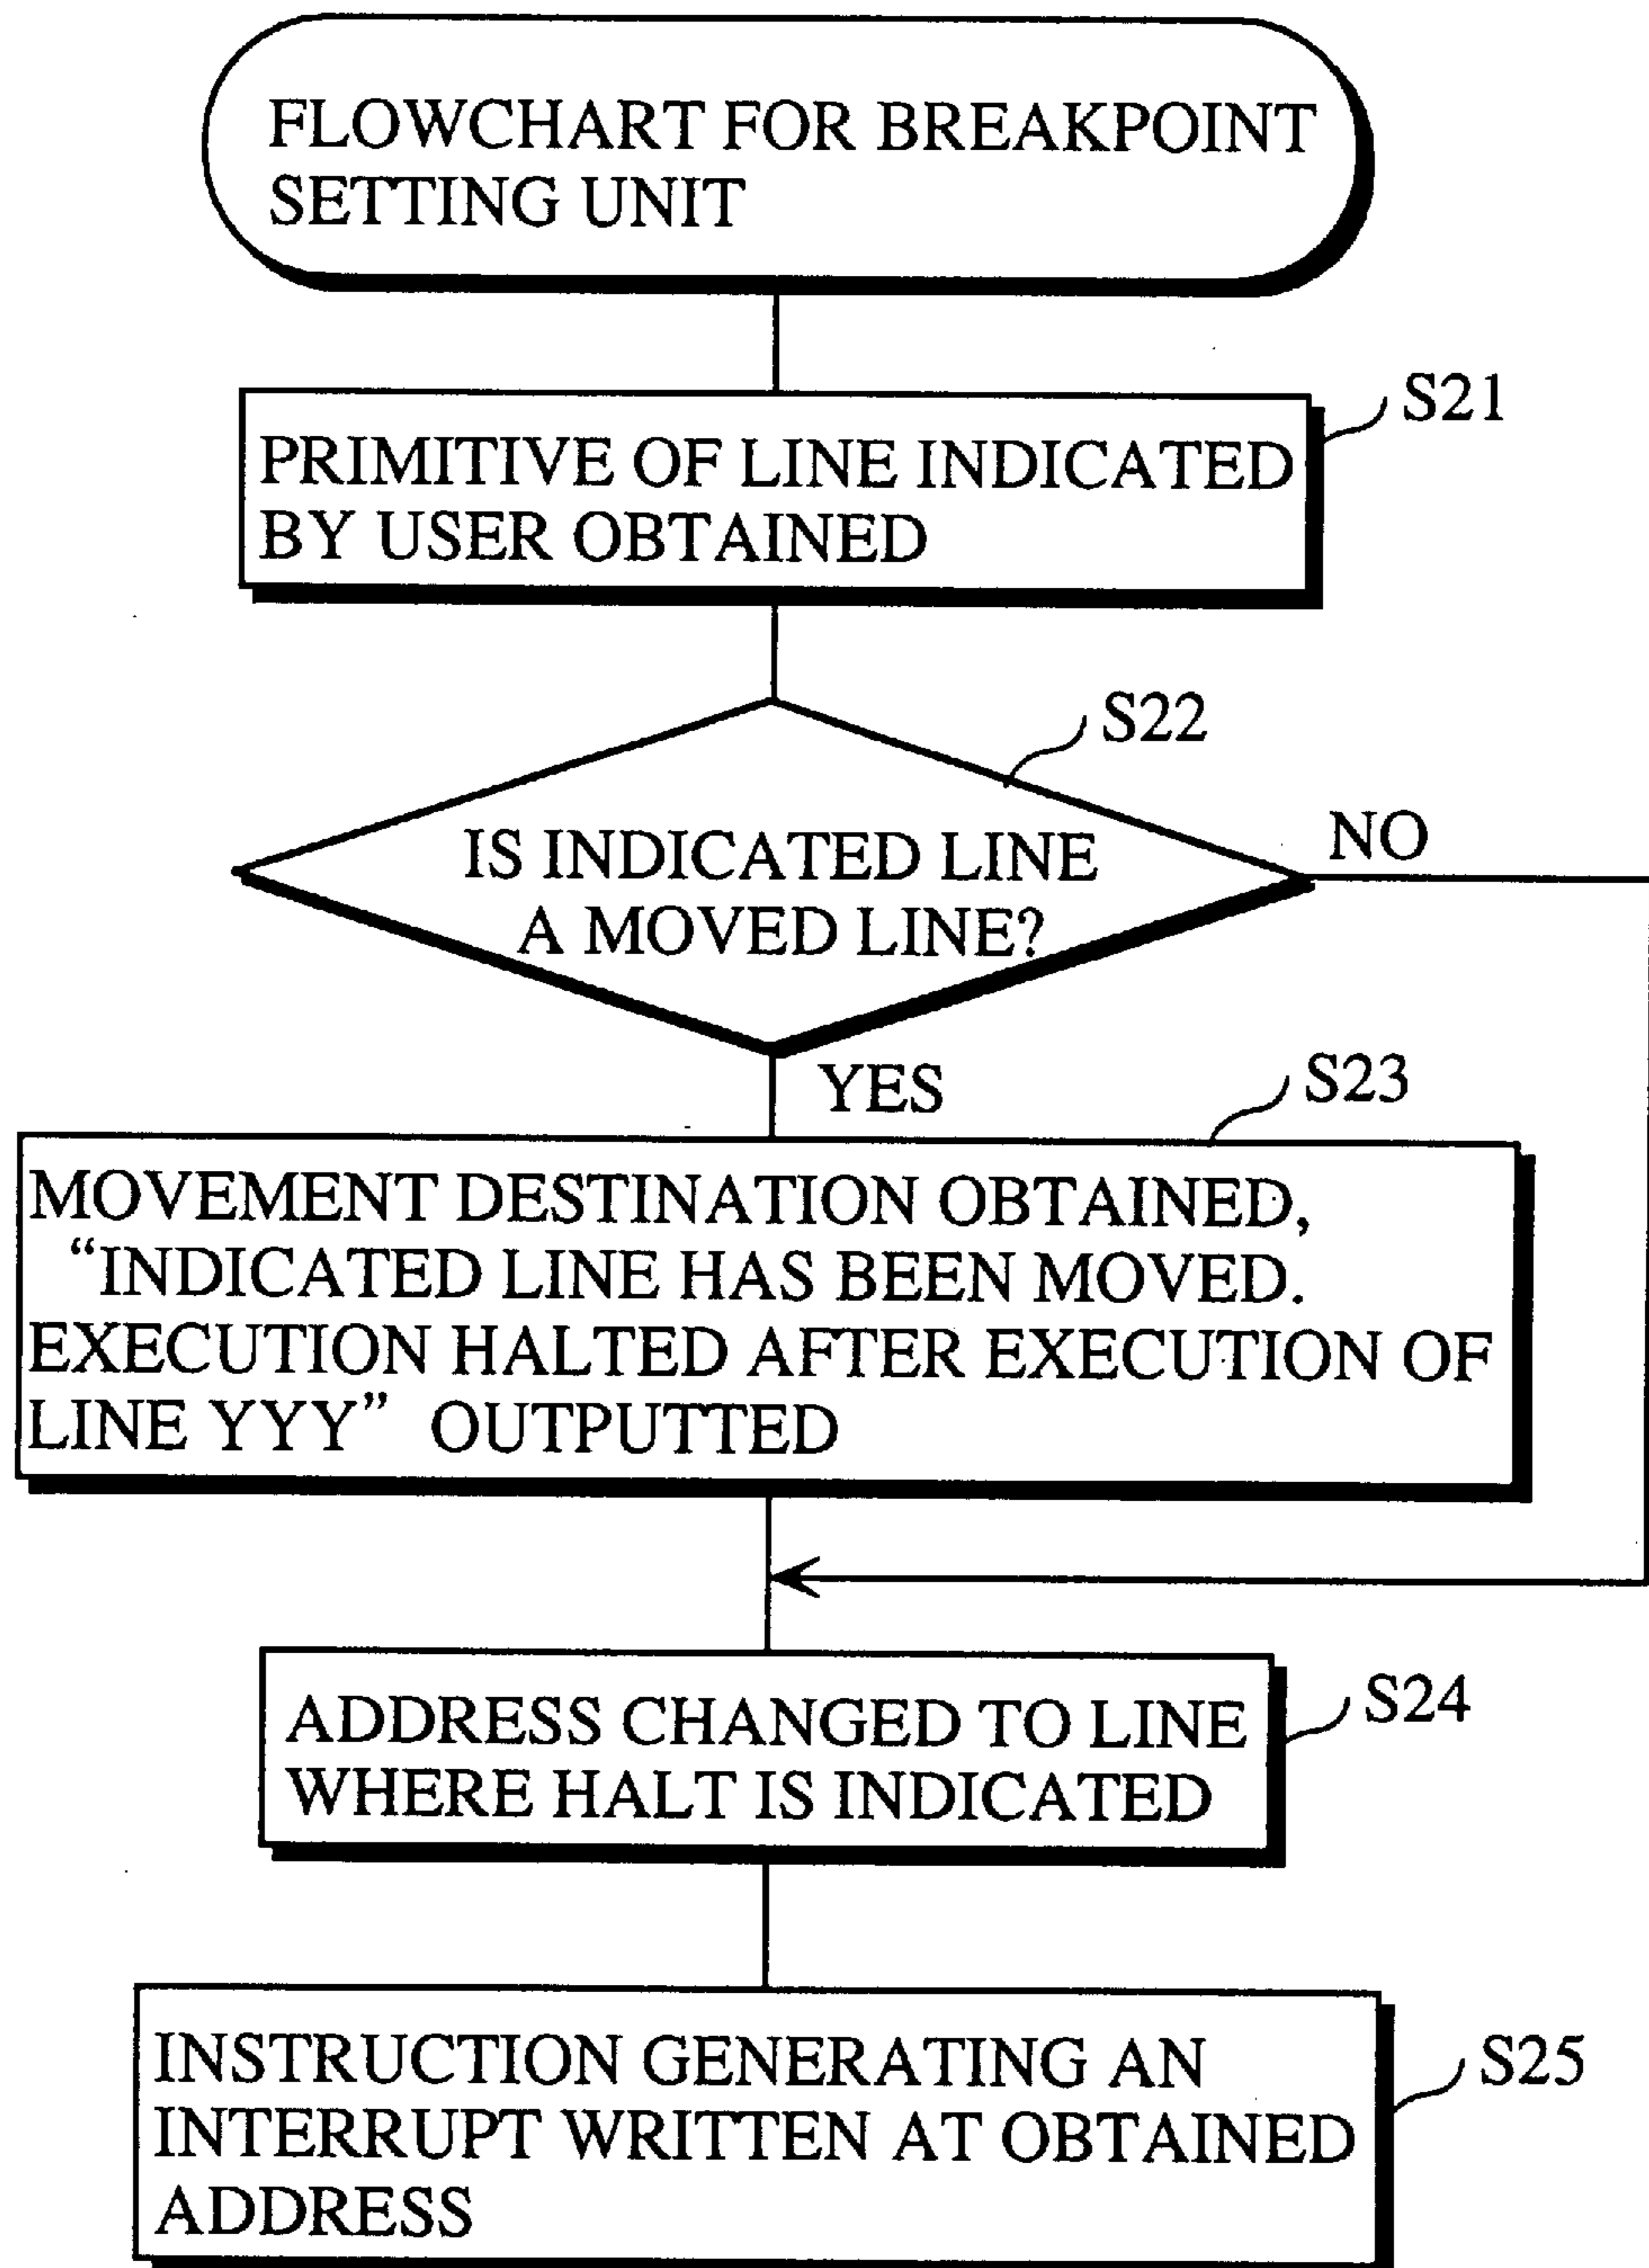 FLOWCHART FOR BREAKPOINT
SETTING UNIT
S21
PRIMITIVE OF LINE INDICATED
BY USER OBTAINED
S22
IS INDICATED LINE
A MOVED LINE?
NO
YES
S23
MOVEMENT DESTINATION OBTAINED,
“INDICATED LINE HAS BEEN MOVED.
EXECUTION HALTED AFTER EXECUTION OF
LINE YYY” OUTPUTTED
S24
ADDRESS CHANGED TO LINE
WHERE HALT IS INDICATED
S25
INSTRUCTION GENERATING AN
INTERRUPT WRITTEN AT OBTAINED
ADDRESS